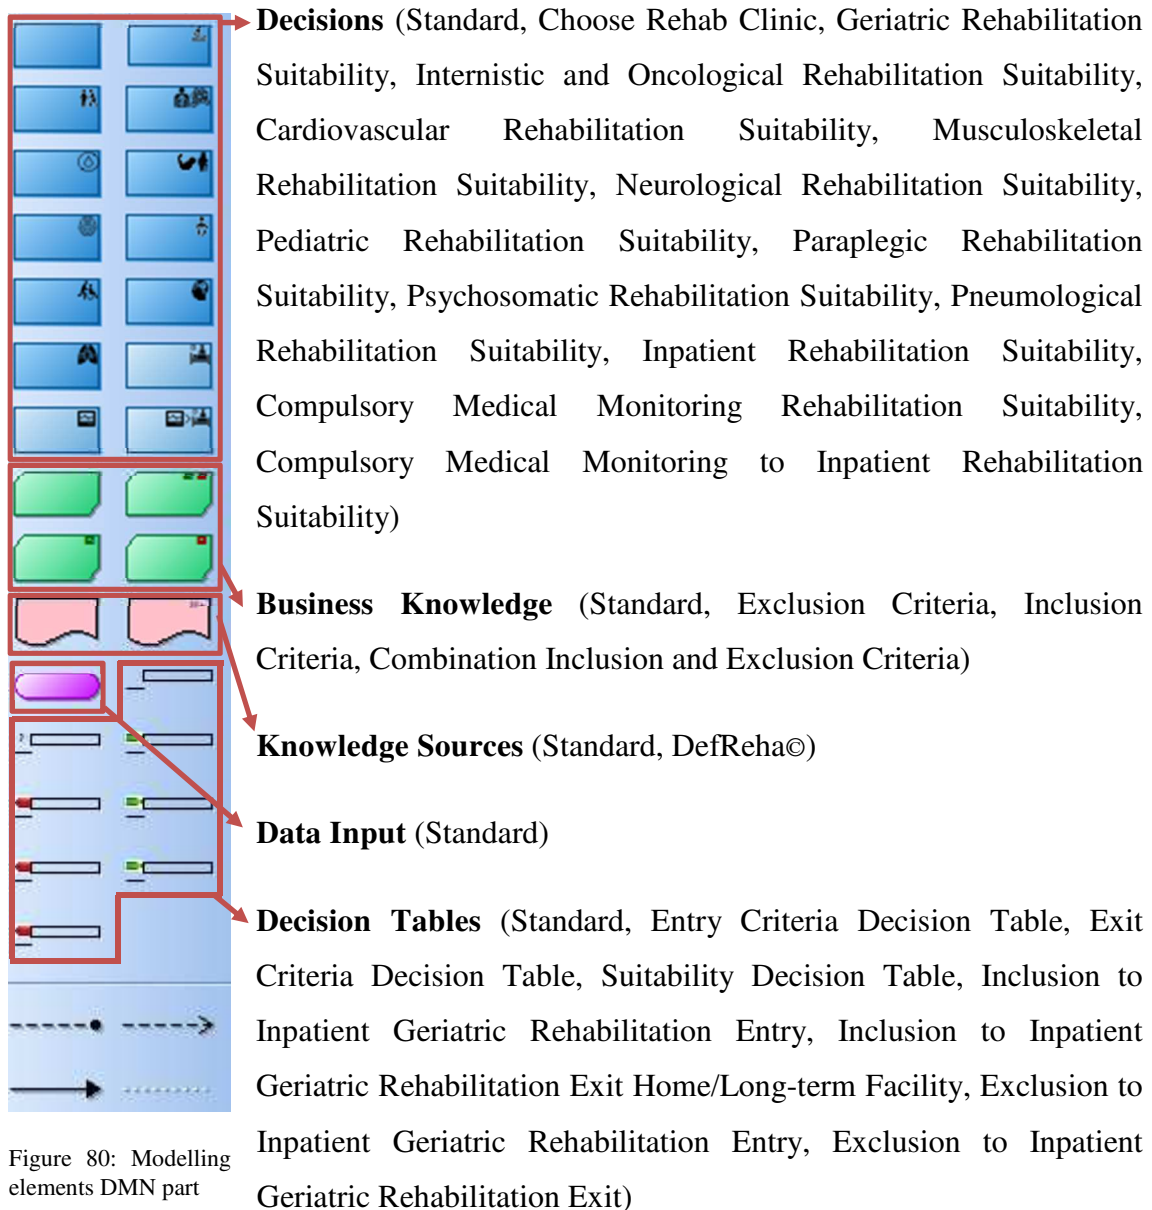 Decisions (Standard, Choose Rehab Clinic, Geriatric Rehabilitation
Suitability, Internistic and Oncological Rehabilitation Suitability,
Cardiovascular Rehabilitation Suitability, Musculoskeletal
Rehabilitation Suitability, Neurological Rehabilitation Suitability,
Pediatric Rehabilitation Suitability, Paraplegic Rehabilitation
Suitability, Psychosomatic Rehabilitation Suitability, Pneumological
Rehabilitation Suitability, Inpatient Rehabilitation Suitability,
Compulsory Medical Monitoring Rehabilitation Suitability,
Compulsory Medical Monitoring to Inpatient Rehabilitation
Suitability)
Business Knowledge (Standard, Exclusion Criteria, Inclusion
Criteria, Combination Inclusion and Exclusion Criteria)
Knowledge Sources (Standard, DefReha©)
Data Input (Standard)
Decision Tables (Standard, Entry Criteria Decision Table, Exit
Criteria Decision Table, Suitability Decision Table, Inclusion to
Inpatient Geriatric Rehabilitation Entry, Inclusion to Inpatient
Geriatric Rehabilitation Exit Home/Long-term Facility, Exclusion to
Inpatient Geriatric Rehabilitation Entry, Exclusion to Inpatient
Geriatric Rehabilitation Exit)
Figure 80: Modelling
elements DMN part